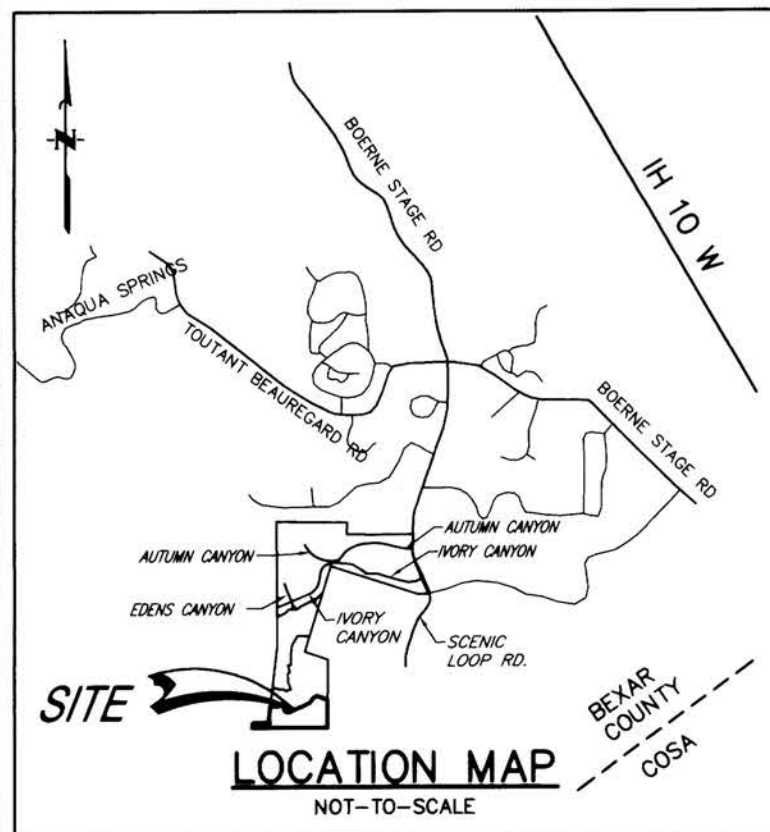 N
BOERNE STAGE RD
IH 10 W
ANAQUA SPRINGS
TOUTANT BEAUREGARD RD
BOERNE STAGE RD
AUTUMN CANYON
AUTUMN CANYON
IVORY CANYON
EDENS CANYON
IVORY
CANYON
SCENIC
LOOP RD.
SITE
BEXAR
COUNTY
COSA
LOCATION MAP
NOT-TO-SCALE